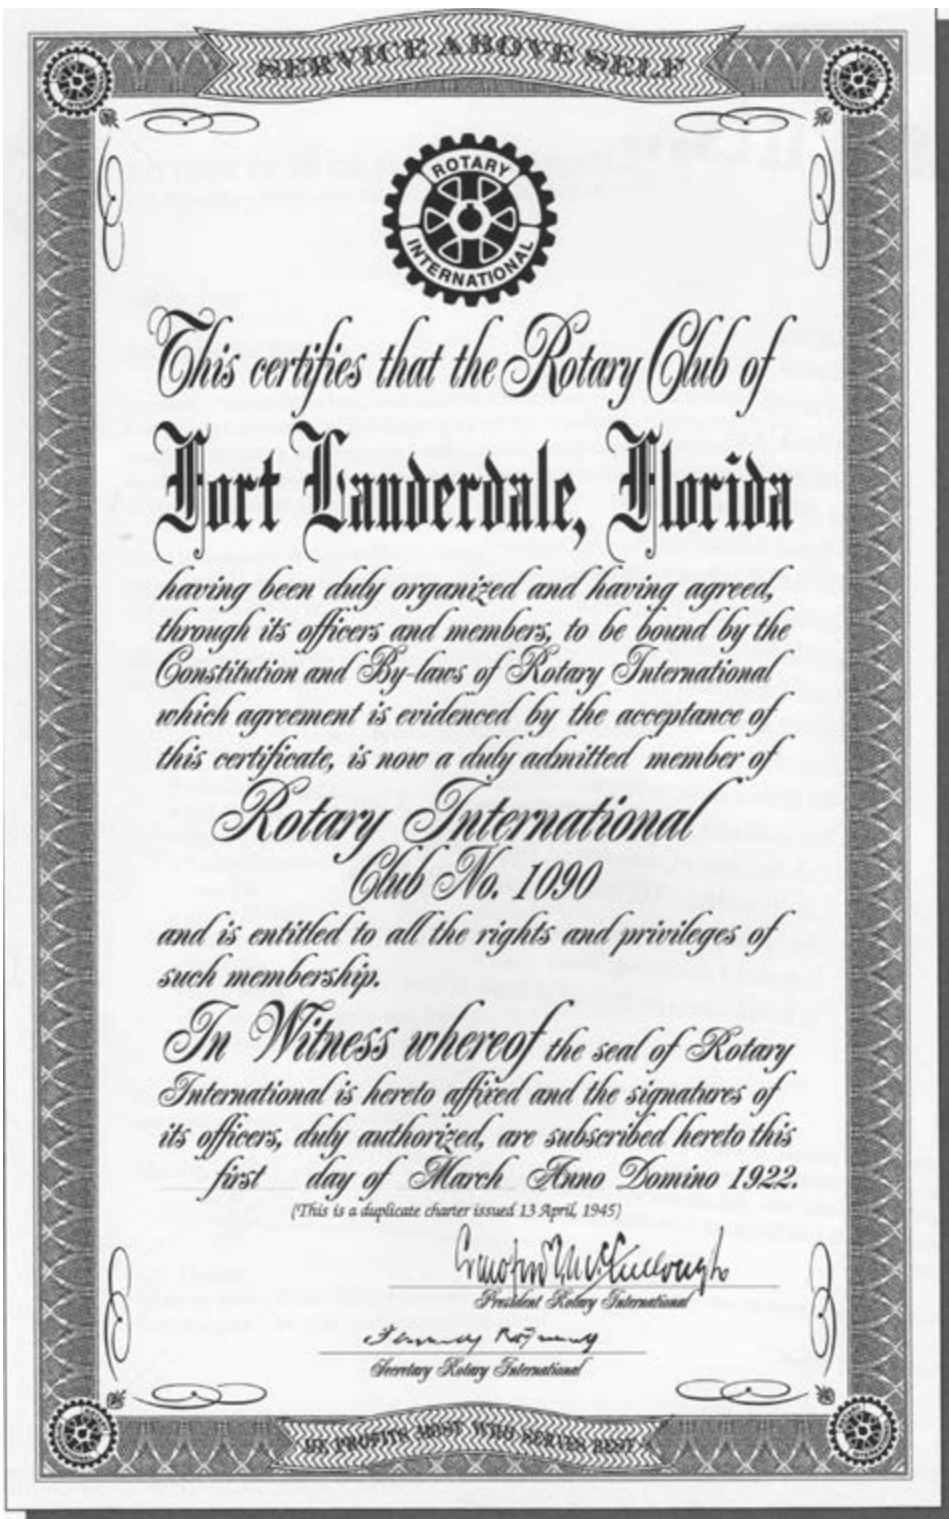 SERVICE ABOVE SELF
ROTARY
INTERNATIONAL
This certifies that the Rotary Club of
Fort Lauderdale, Florida
having been duly organized and having agreed,
through its officers and members, to be bound by the
Constitution and By-laws of Rotary International
which agreement is evidenced by the acceptance of
this certificate, is now a duly admitted member of
Rotary International
Club No. 1090
and is entitled to all the rights and privileges of
such membership.
In Witness whereof the seal of Rotary
International is hereto affixed and the signatures of
its officers, duly authorized, are subscribed hereto this
first day of March Anno Domino 1922.
(This is a duplicate charter issued 13 April, 1945)
President Rotary International
Secretary Rotary International
HE PROFITS MOST WHO SERVES BEST